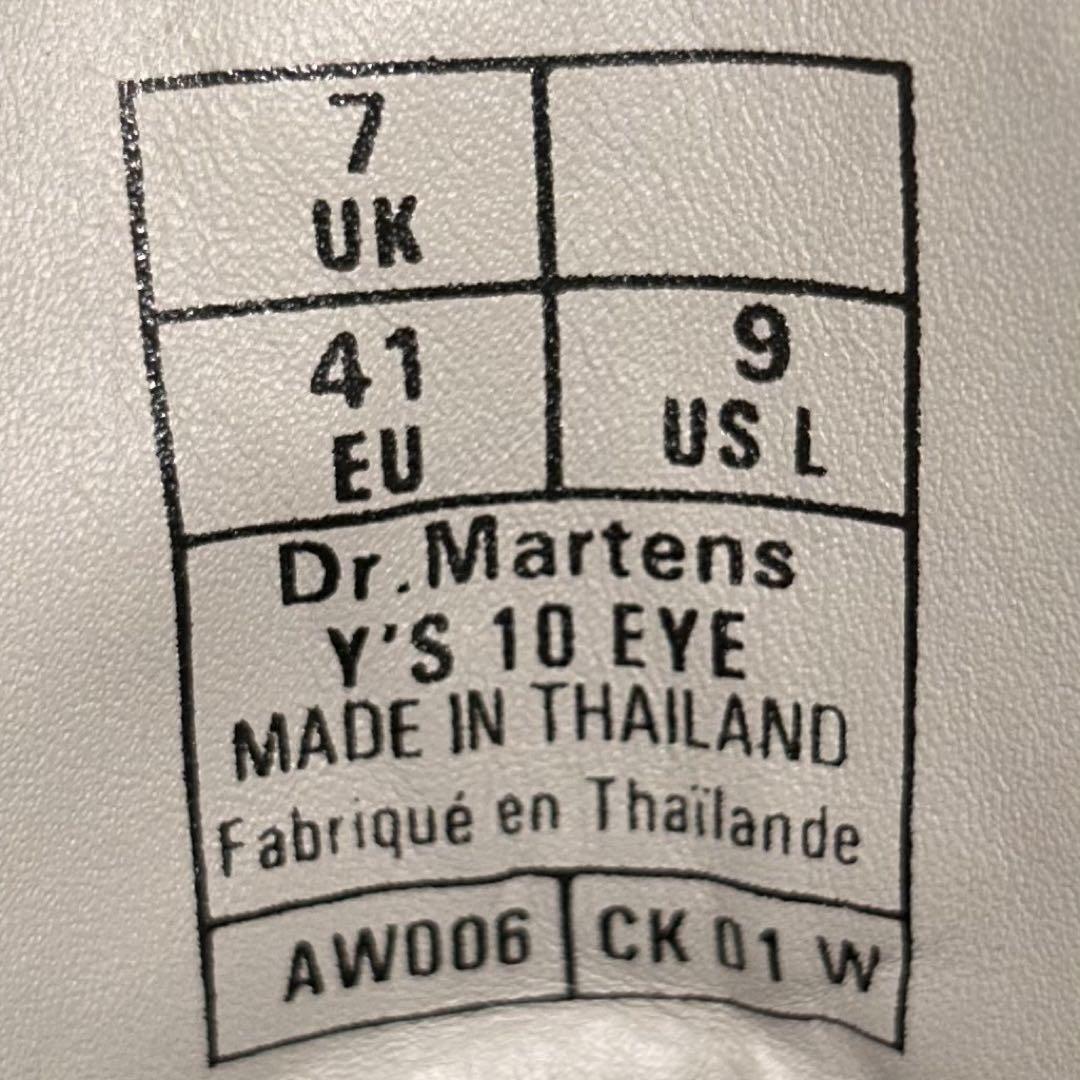 7
UK
41
EU
9
US L
Dr. Martens
Y'S 10 EYE
MADE IN THAILAND
Fabriqué en Thaïlande
AW006
CK 01 W